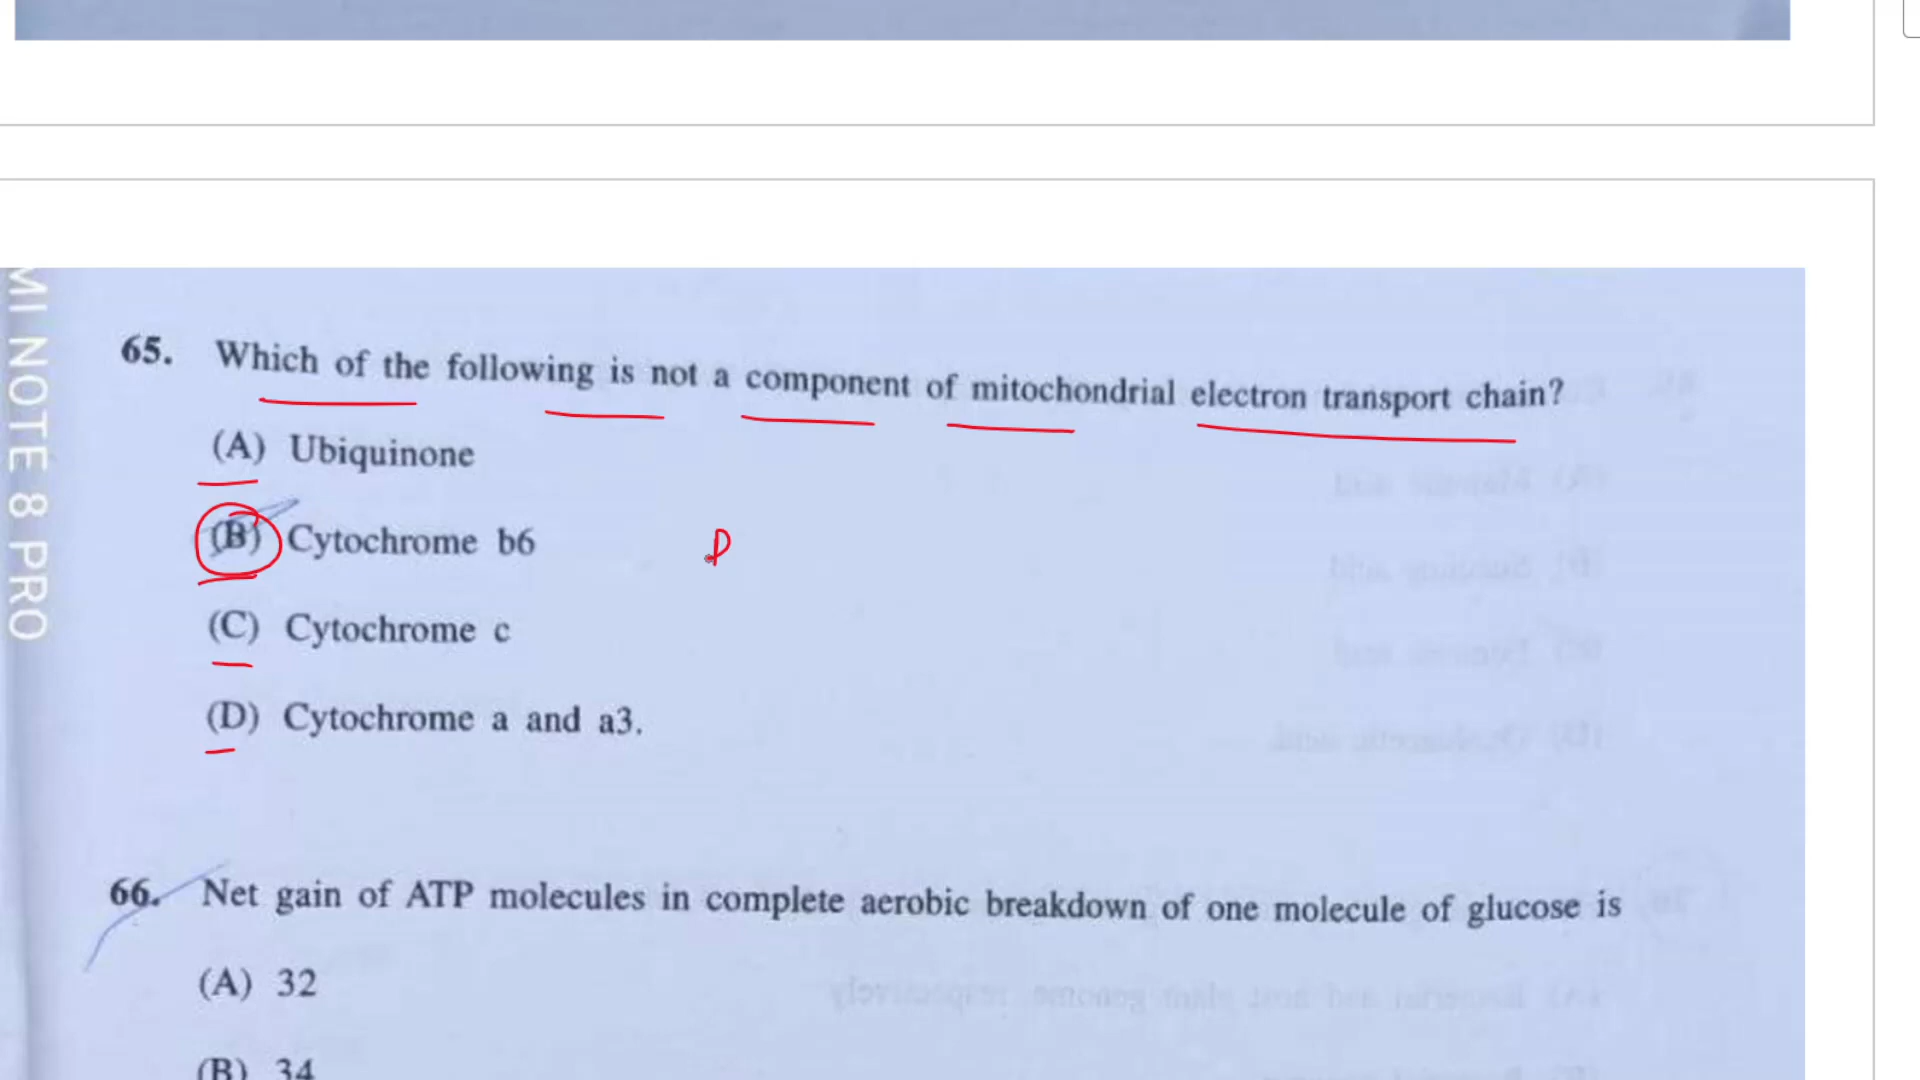 MI NOTE 8 PRO
65. Which of the following is not a component of mitochondrial electron transport chain?
(A) Ubiquinone
(B) Cytochrome b6
P
(C) Cytochrome c
(D) Cytochrome a and a3.
66. Net gain of ATP molecules in complete aerobic breakdown of one molecule of glucose is
(A) 32
(B) 34